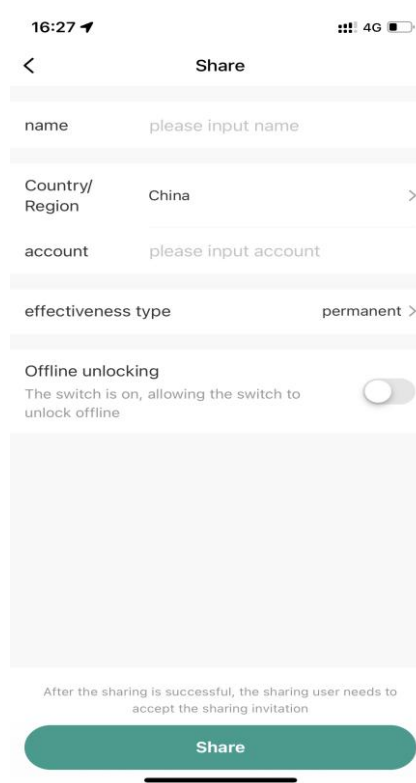 16:27
4G
Share
name please input name
Country/
Region
China
account please input account
effectiveness type permanent
Offline unlocking
The switch is on, allowing the switch to
unlock offline
After the sharing is successful, the sharing user needs to
accept the sharing invitation
Share